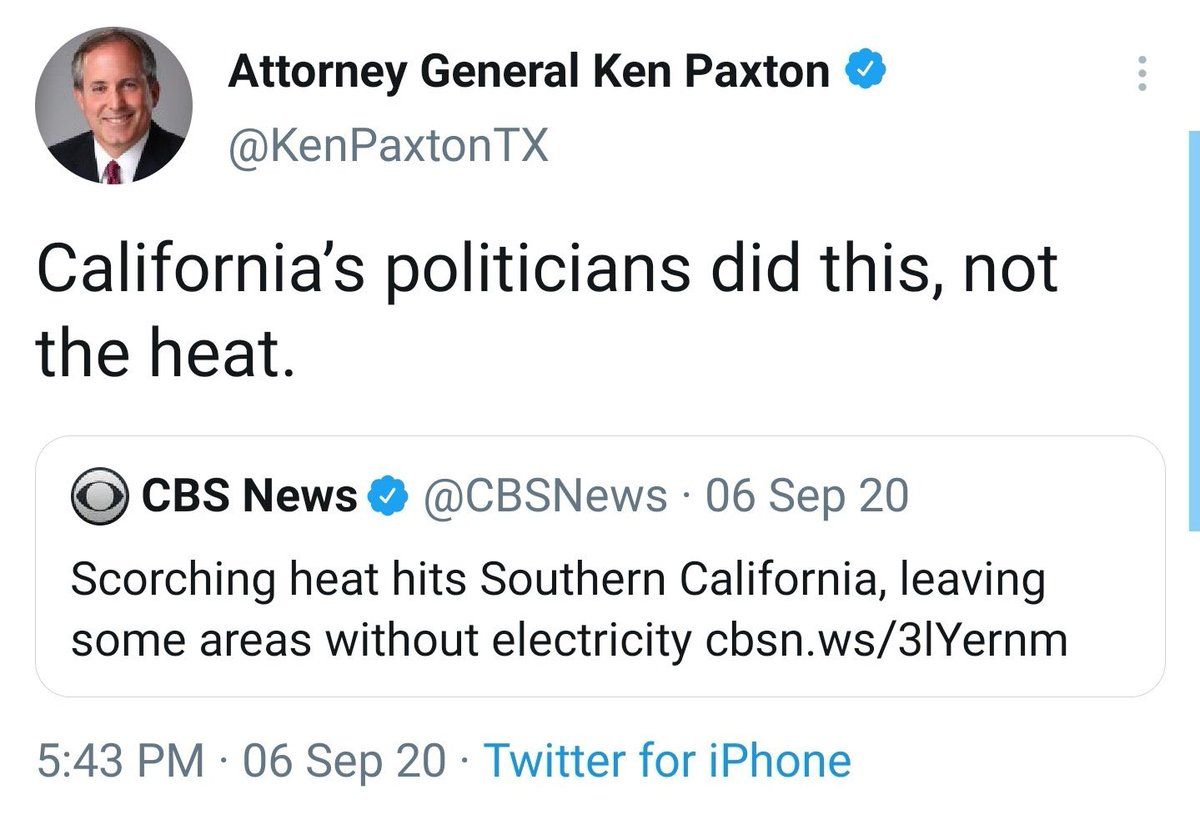 Attorney General Ken Paxton
@KenPaxtonTX
California’s politicians did this, not
the heat.
CBS News @CBSNews · 06 Sep 20
Scorching heat hits Southern California, leaving
some areas without electricity cbsn.ws/3lYernm
5:43 PM · 06 Sep 20 · Twitter for iPhone